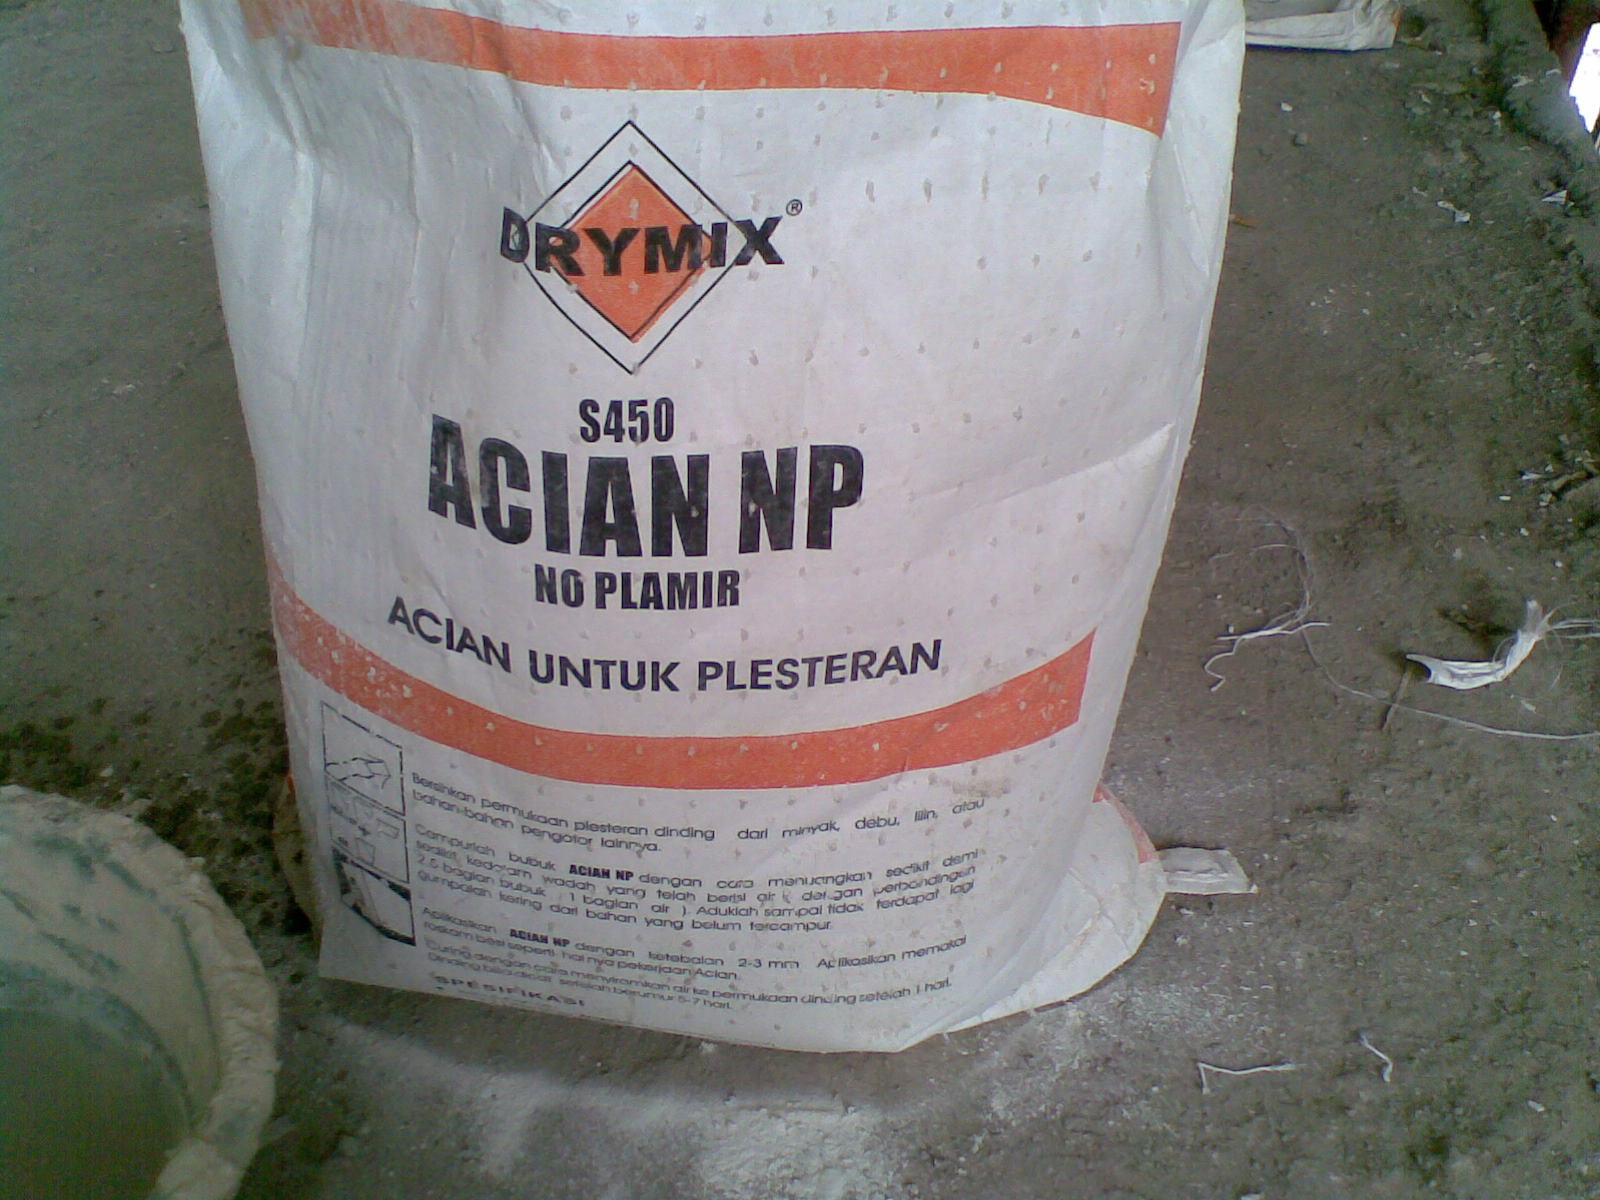 DRYMIX®
S450
ACIAN NP
NO PLAMIR
ACIAN UNTUK PLESTERAN
Bersihkan permukaan plesteran dinding dari minyak, debu, lilin, atau
bahan-bahan pengotor lainnya.
Campurlah bubuk ACIAN NP dengan cara menuangkan sedikit demi
sedikit kedalam wadah yang telah berisi air ( dengan perbandingan
2.5 bagian bubuk 1 bagian air ). Aduklah sampai tidak terdapat lagi
gumpalan kering dari bahan yang belum tercampur.
Aplikasikan ACIAN NP dengan ketebalan 2-3 mm Aplikasikan memakai
roskam besi seperti halnya pekerjaan Acian.
Curing dengan cara menyiramkan air ke permukaan dinding setelah 1 hari.
Dinding bisa dicat setelah berumur 5-7 hari.
SPESIFIKASI